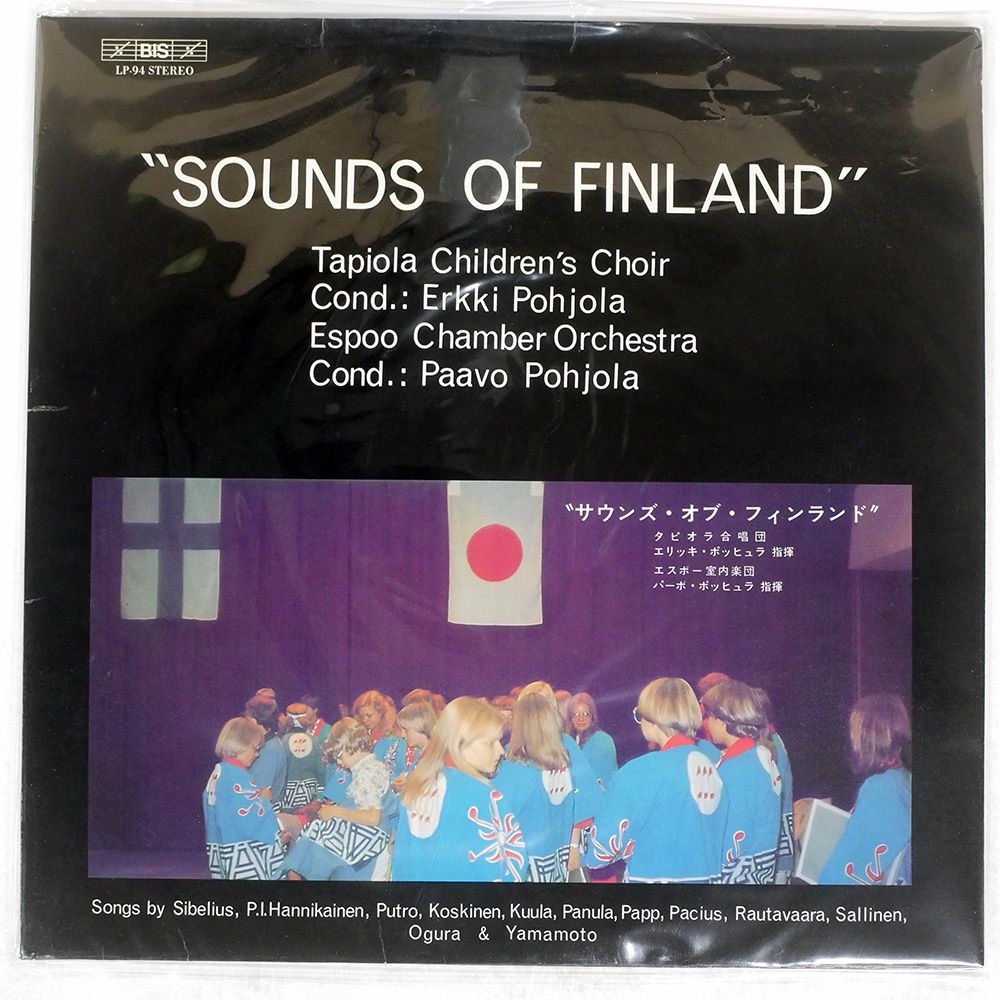 BIS
LP-94 STEREO
"SOUNDS OF FINLAND"
Tapiola Children's Choir
Cond.: Erkki Pohjola
Espoo Chamber Orchestra
Cond.: Paavo Pohjola
"サウンズ・オブ・フィンランド"
タピオラ合唱団
エリッキ・ポッヒュラ 指揮
エスポー室内楽団
パーボ・ポッヒュラ 指揮
Songs by Sibelius, P.I.Hannikainen, Putro, Koskinen, Kuula, Panula, Papp, Pacius, Rautavaara, Sallinen,
Ogura & Yamamoto